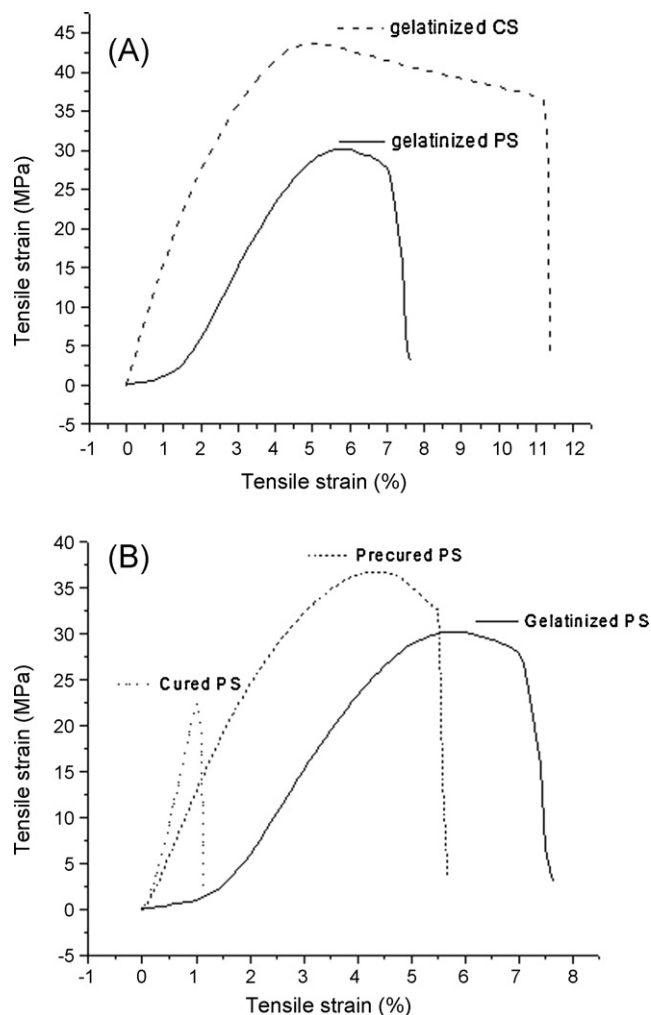 (A)
gelatinized CS
gelatinized PS
Tensile strain (MPa)
45
40
35
30
25
20
15
10
5
0
-5
-1 0 1 2 3 4 5 6 7 8 9 10 11 12
Tensile strain (%)
(B)
Precured PS
Gelatinized PS
Cured PS
Tensile strain (MPa)
40
35
30
25
20
15
10
5
0
-5
-1 0 1 2 3 4 5 6 7 8
Tensile strain (%)